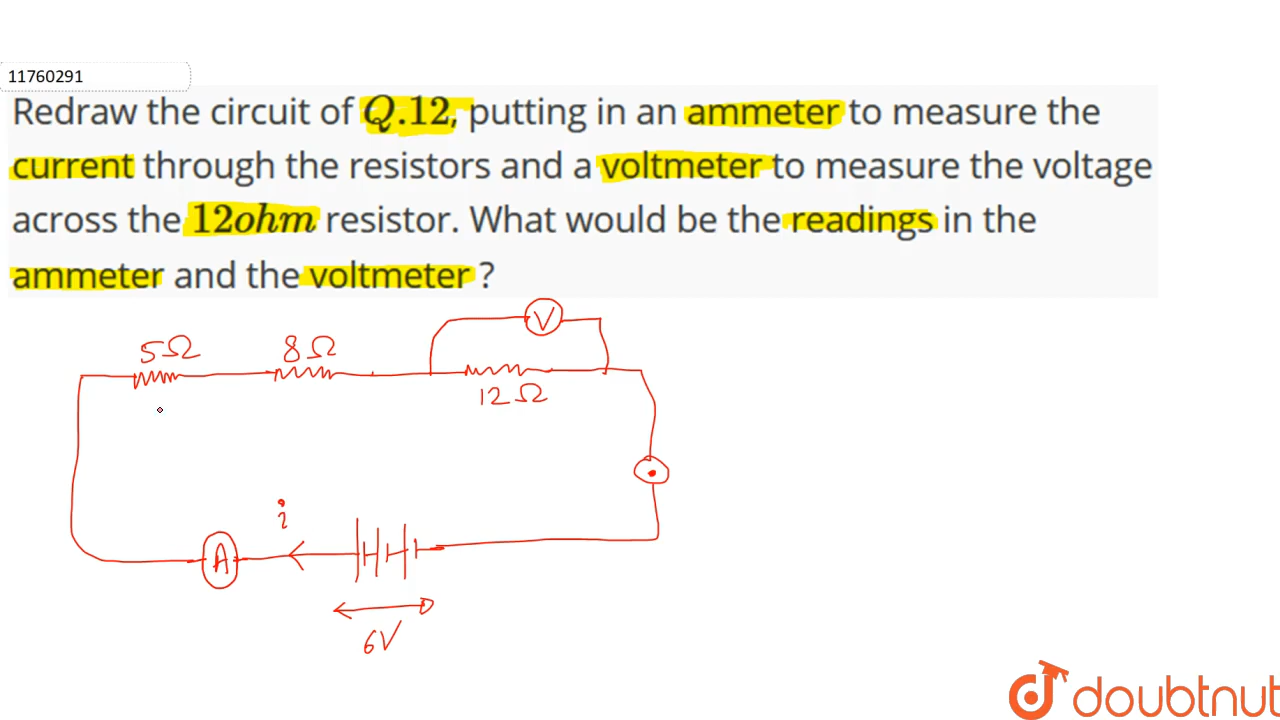 11760291
Redraw the circuit of Q.12, putting in an ammeter to measure the
current through the resistors and a voltmeter to measure the voltage
across the 12ohm resistor. What would be the readings in the
ammeter and the voltmeter ?
V
5Ω 8Ω
12Ω
i
A
6V
doubtnut